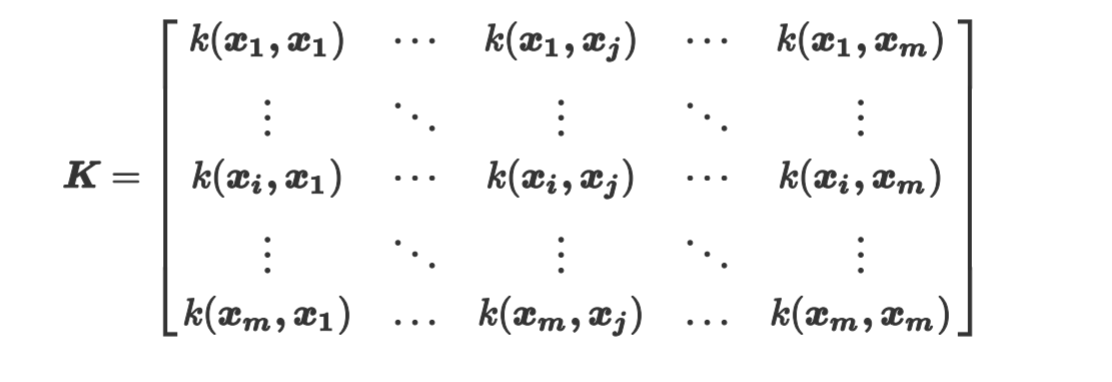 k(x₁, x₁) ⋯ k(x₁, xⱼ) ⋯ k(x₁, xₘ)
⋮ ⋱ ⋮ ⋱ ⋮
K = k(xᵢ, x₁) ⋯ k(xᵢ, xⱼ) ⋯ k(xᵢ, xₘ)
⋮ ⋱ ⋮ ⋱ ⋮
k(xₘ, x₁) … k(xₘ, xⱼ) … k(xₘ, xₘ)